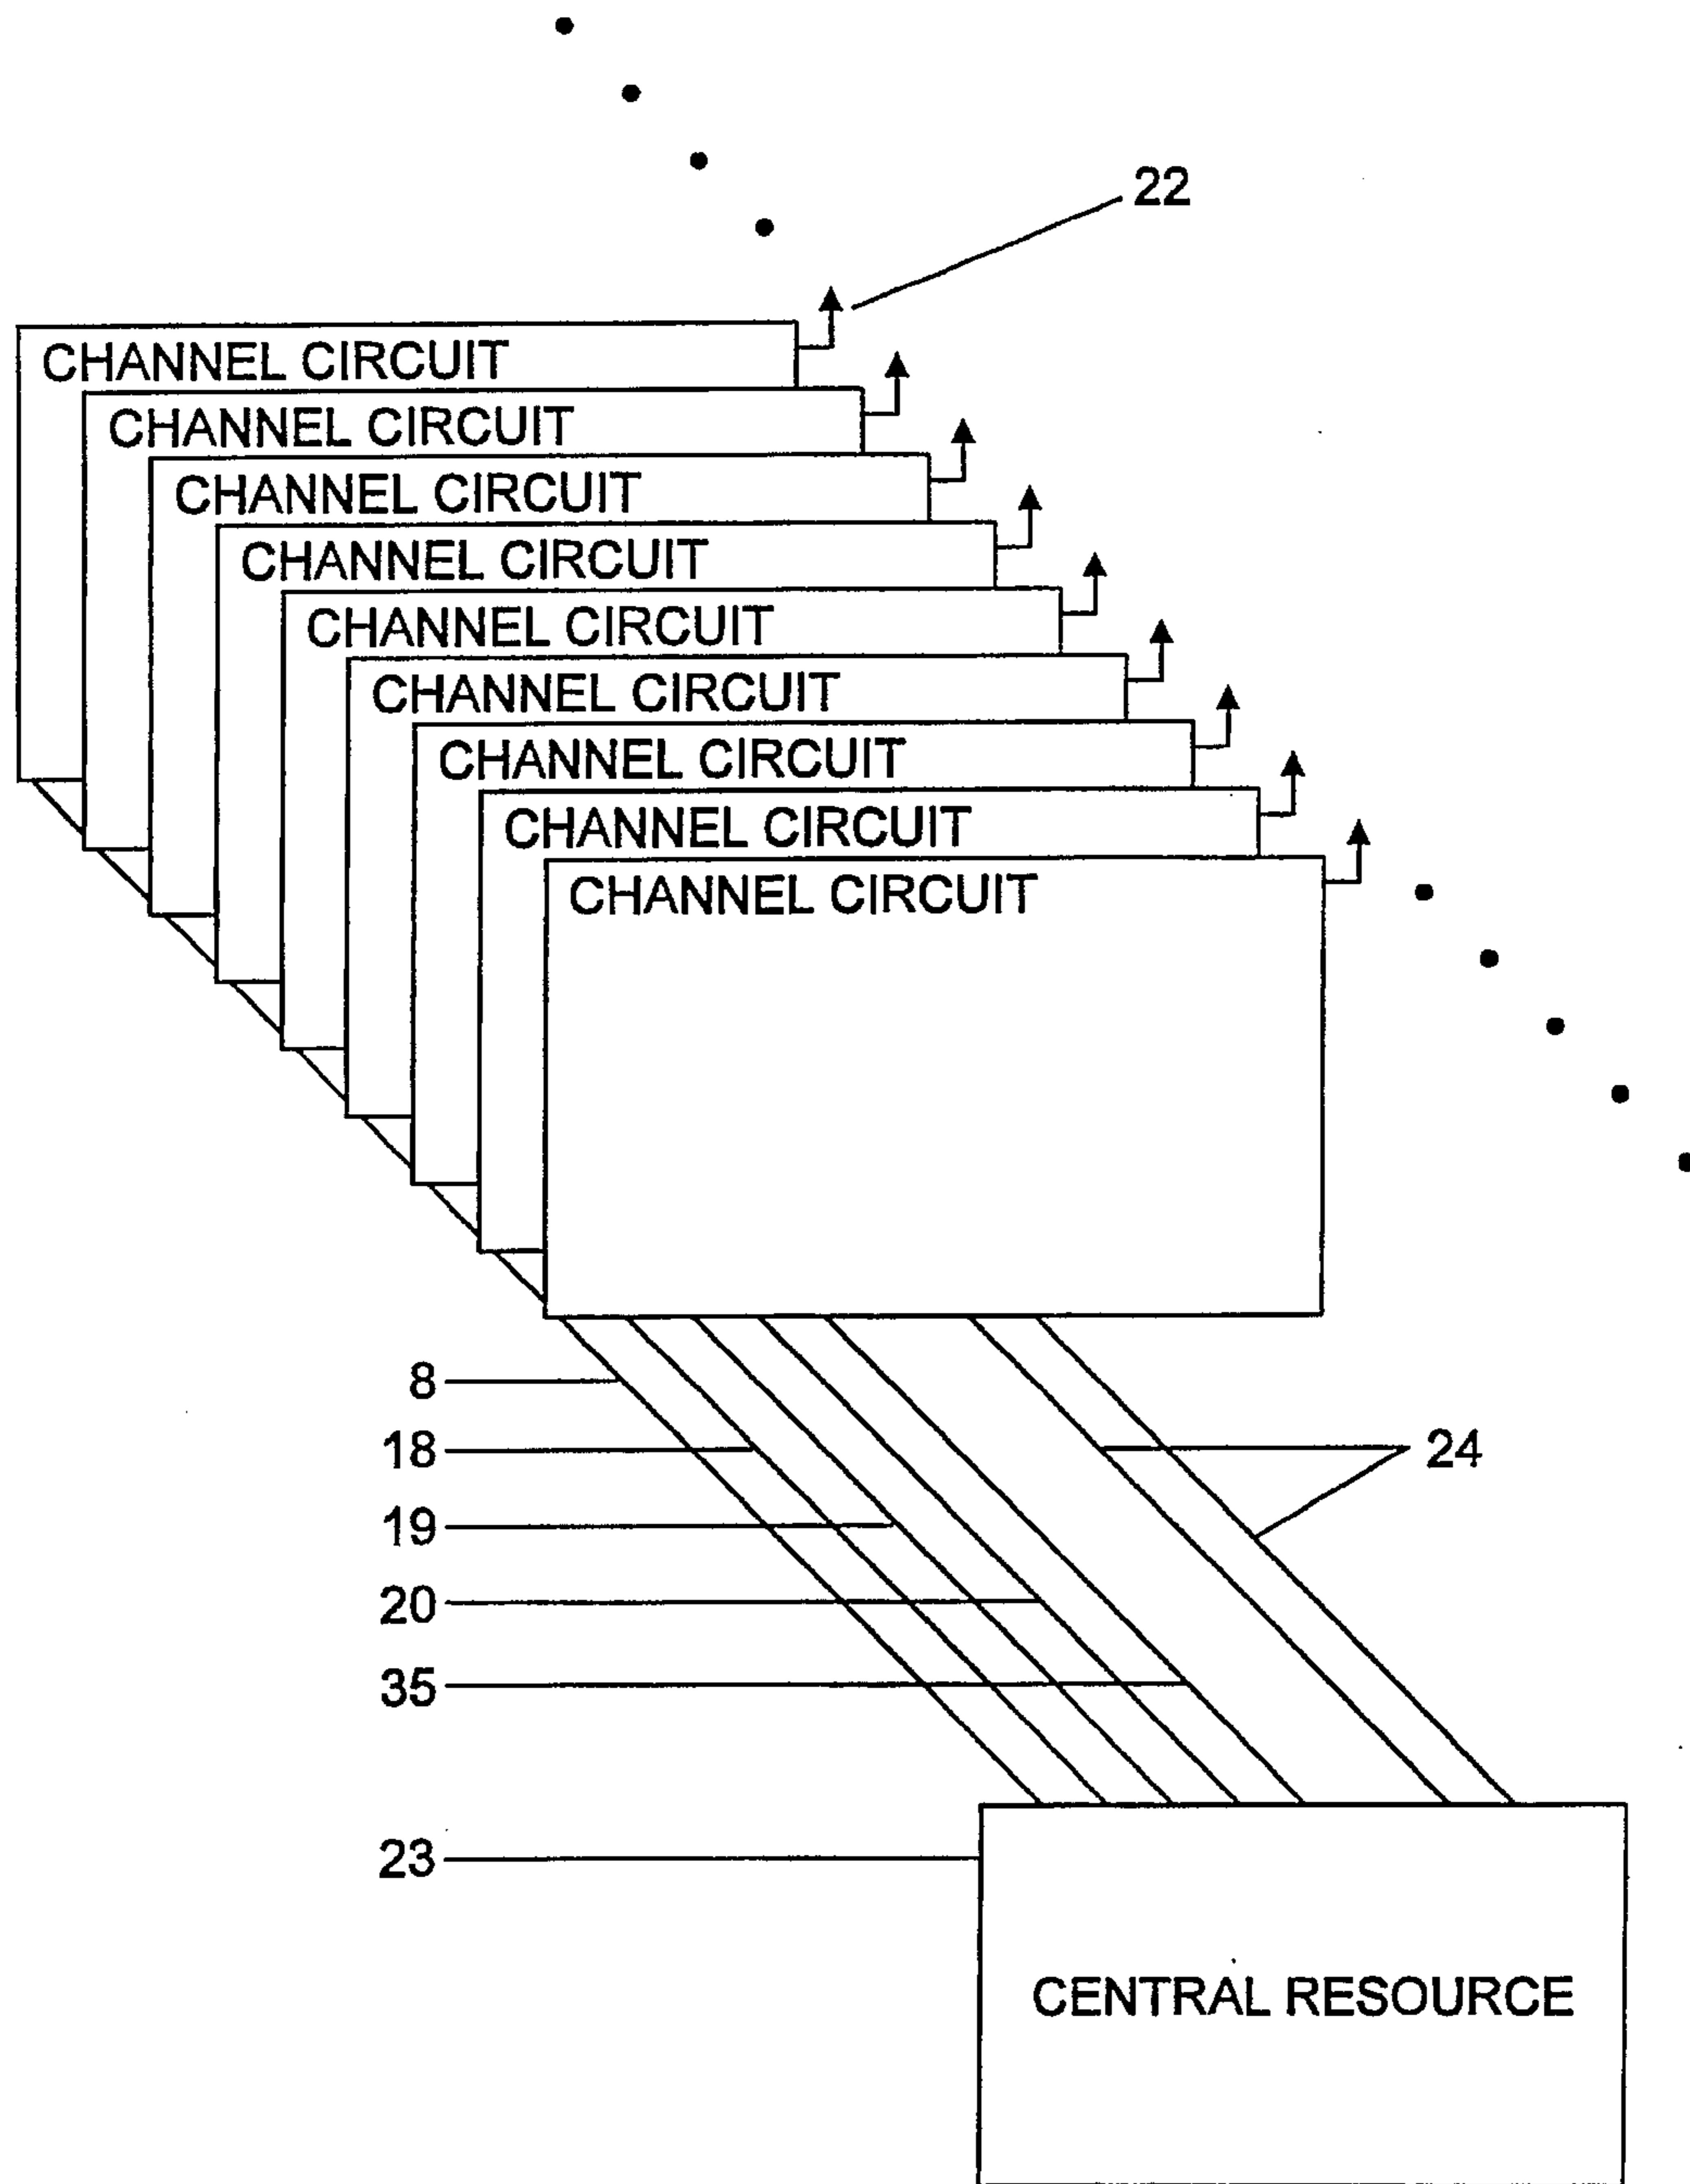 22
CHANNEL CIRCUIT
CHANNEL CIRCUIT
CHANNEL CIRCUIT
CHANNEL CIRCUIT
CHANNEL CIRCUIT
CHANNEL CIRCUIT
CHANNEL CIRCUIT
CHANNEL CIRCUIT
CHANNEL CIRCUIT
8
18
24
19
20
35
23
CENTRAL RESOURCE